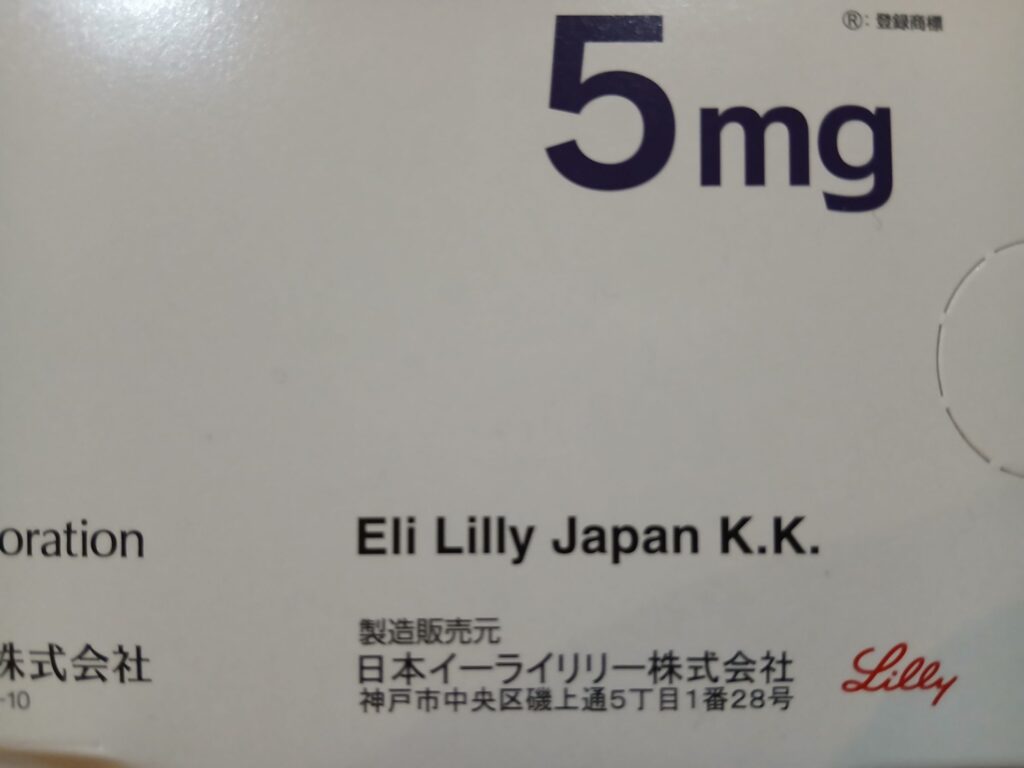 ®: 登録商標
5mg
oration
Eli Lilly Japan K.K.
製造販売元
株式会社
日本イーライリリー株式会社
Lilly
-10
神戸市中央区磯上通5丁目1番28号